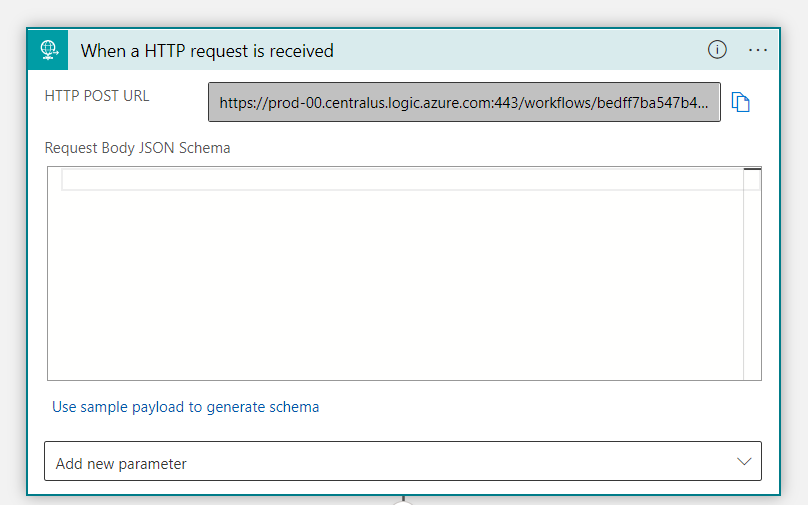 When a HTTP request is received
HTTP POST URL
https://prod-00.centralus.logic.azure.com:443/workflows/bedff7ba547b4...
Request Body JSON Schema
Use sample payload to generate schema
Add new parameter